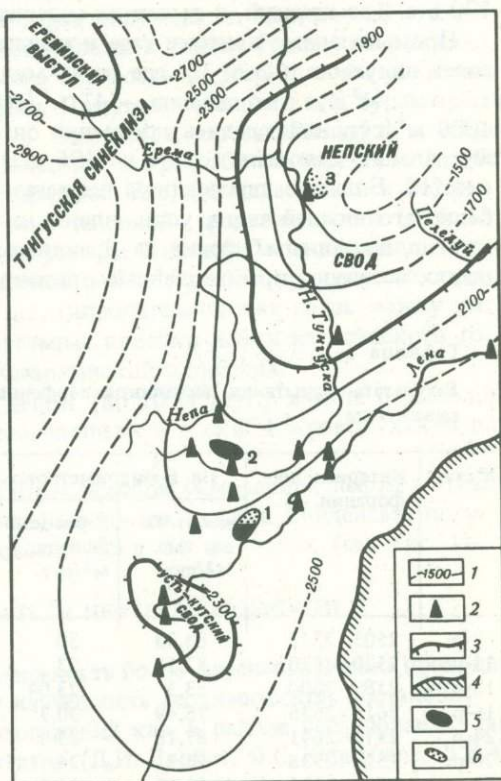 ЕРЕМИНСКИЙ
ВЫСТУП
-2700-
-2900-
ТУНГУССКАЯ СИНЕКЛИЗА
-2700-
-2500-
-2300-
-1900-
Ерема
НЕПСКИЙ
3
СВОД
-1500-
-1700-
Пеледуй
2100-
Н. Тунгуска
Лена
Непа
2
1
-2300-
УСТЬ-КУТСКИЙ
СВОД
-2500-
-1500- 1
2
3
4
5
6